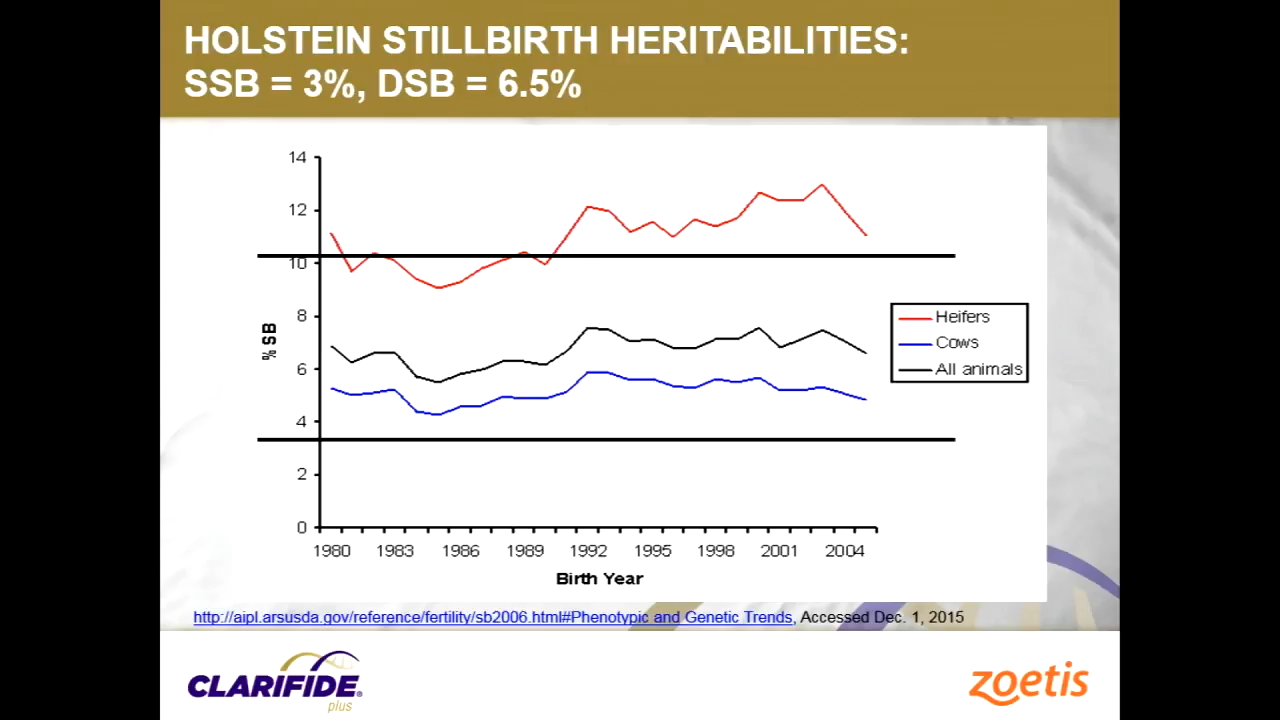 HOLSTEIN STILLBIRTH HERITABILITIES:
SSB = 3%, DSB = 6.5%
14
12
10
8
6
4
2
0
% SB
1980 1983 1986 1989 1992 1995 1998 2001 2004
Birth Year
Heifers
Cows
All animals
http://aipl.arsusda.gov/reference/fertility/sb2006.html#Phenotypic and Genetic Trends, Accessed Dec. 1, 2015
CLARIFIDE®
plus
zoetis